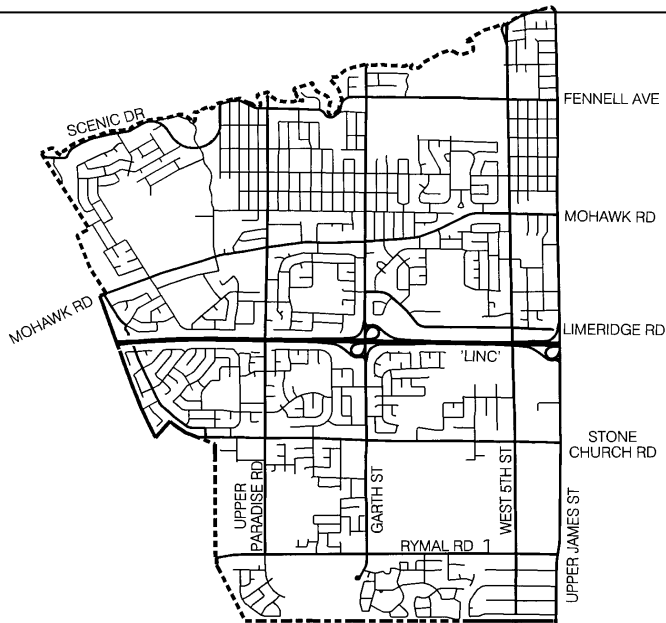 FENNELL AVE
SCENIC DR
MOHAWK RD
MOHAWK RD
LIMERIDGE RD
'LINC'
STONE
CHURCH RD
UPPER
PARADISE RD
GARTH ST
WEST 5TH ST
RYMAL RD
UPPER JAMES ST